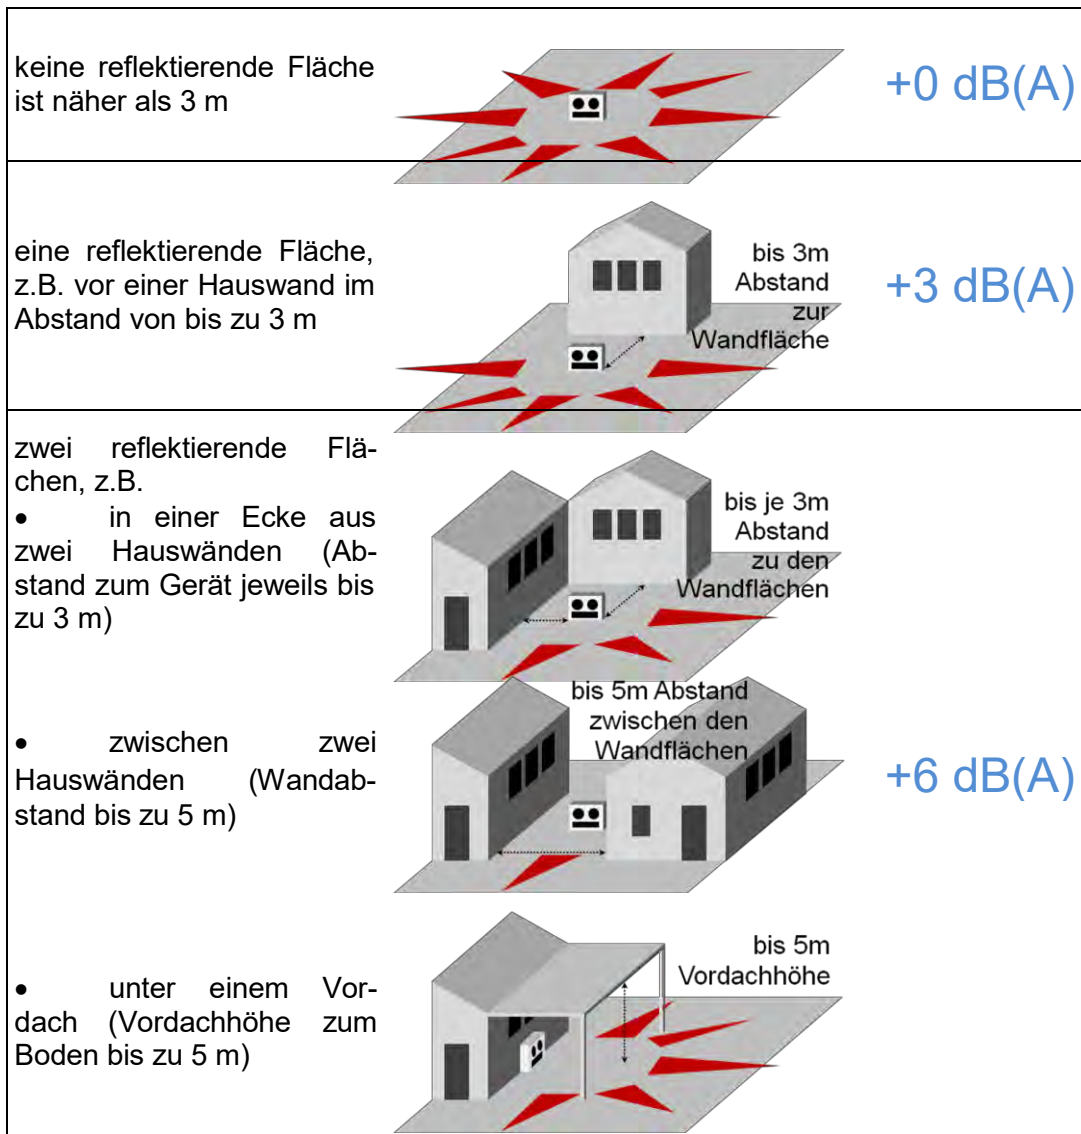 keine reflektierende Fläche
ist näher als 3 m
+0 dB(A)
eine reflektierende Fläche,
z.B. vor einer Hauswand im
Abstand von bis zu 3 m
bis 3m
Abstand
zur
Wandfläche
+3 dB(A)
zwei reflektierende Flä-
chen, z.B.
• in einer Ecke aus
zwei Hauswänden (Ab-
stand zum Gerät jeweils bis
zu 3 m)
bis je 3m
Abstand
zu den
Wandflächen
• zwischen zwei
Hauswänden (Wandab-
stand bis zu 5 m)
bis 5m Abstand
zwischen den
Wandflächen
+6 dB(A)
• unter einem Vor-
dach (Vordachhöhe zum
Boden bis zu 5 m)
bis 5m
Vordachhöhe